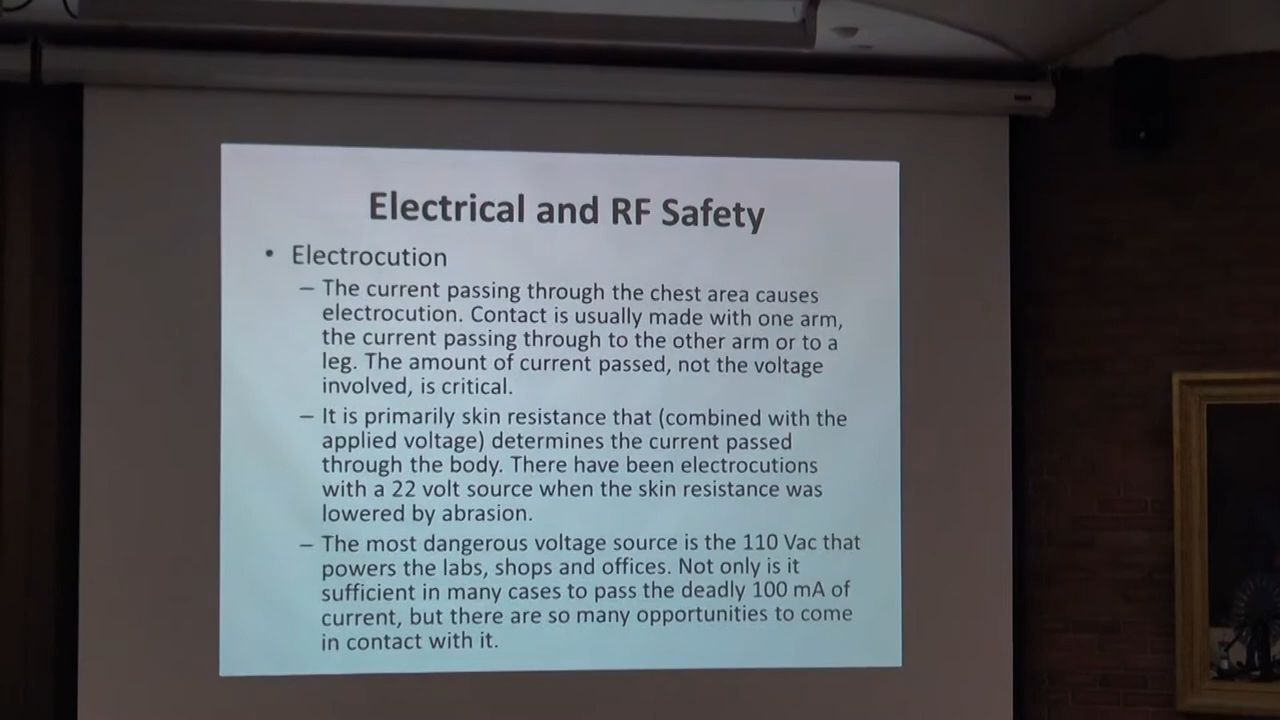 Electrical and RF Safety
• Electrocution
– The current passing through the chest area causes
electrocution. Contact is usually made with one arm,
the current passing through to the other arm or to a
leg. The amount of current passed, not the voltage
involved, is critical.
– It is primarily skin resistance that (combined with the
applied voltage) determines the current passed
through the body. There have been electrocutions
with a 22 volt source when the skin resistance was
lowered by abrasion.
– The most dangerous voltage source is the 110 Vac that
powers the labs, shops and offices. Not only is it
sufficient in many cases to pass the deadly 100 mA of
current, but there are so many opportunities to come
in contact with it.